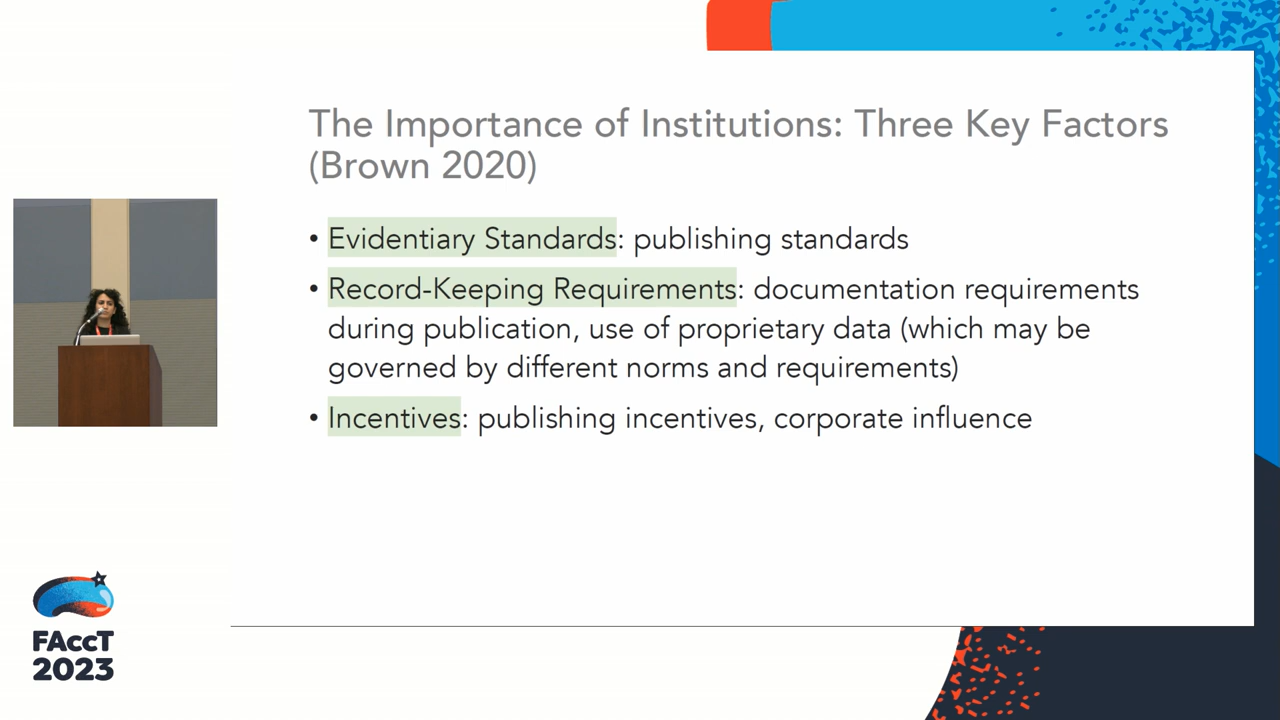 The Importance of Institutions: Three Key Factors
(Brown 2020)
• Evidentiary Standards: publishing standards
• Record-Keeping Requirements: documentation requirements
during publication, use of proprietary data (which may be
governed by different norms and requirements)
• Incentives: publishing incentives, corporate influence
FAccT
2023